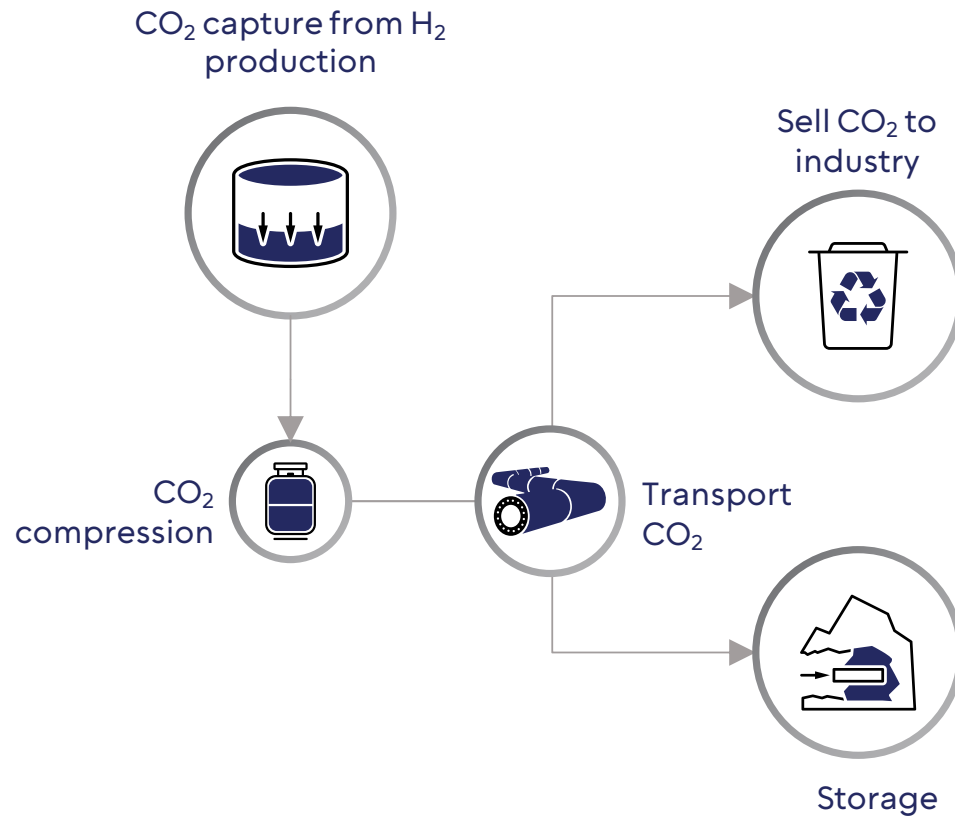 CO₂ capture from H₂
production
Sell CO₂ to
industry
CO₂
compression
Transport
CO₂
Storage